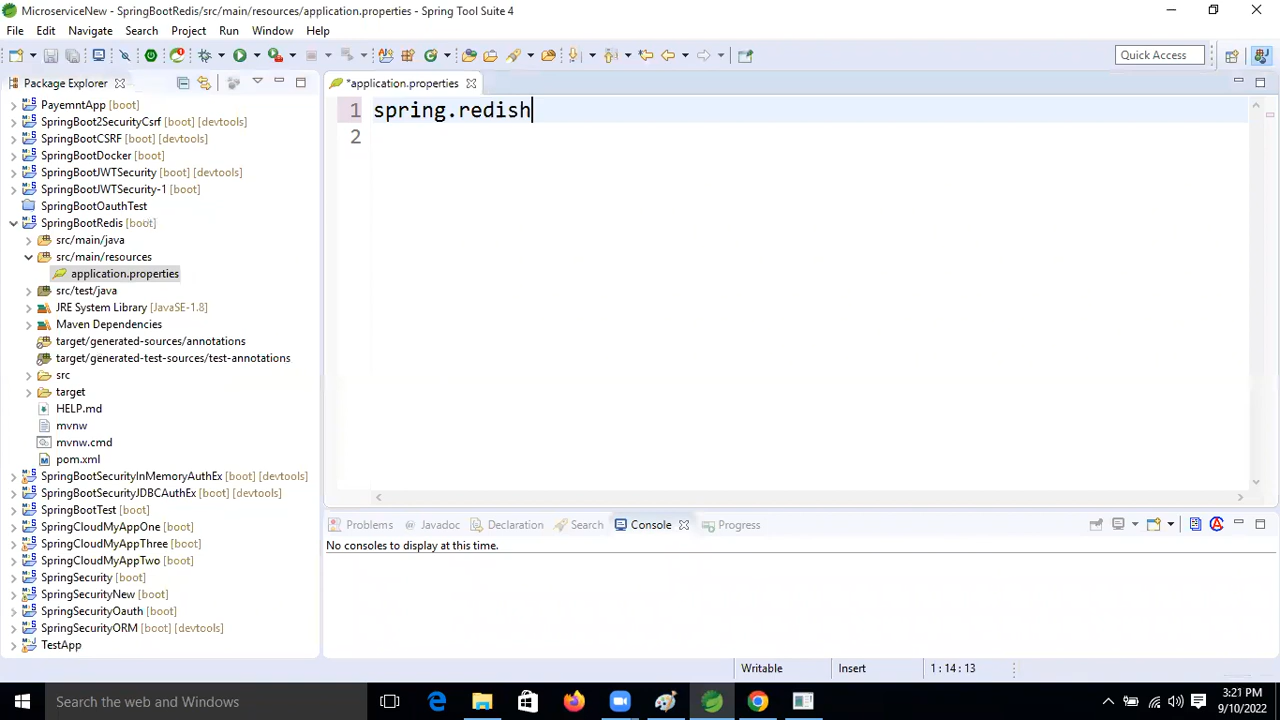 MicroserviceNew - SpringBootRedis/src/main/resources/application.properties - Spring Tool Suite 4
File Edit Navigate Search Project Run Window Help
Quick Access
Package Explorer
*application.properties
PayemntApp [boot]
SpringBoot2SecurityCsrf [boot] [devtools]
SpringBootCSRF [boot] [devtools]
SpringBootDocker [boot]
SpringBootJWTSecurity [boot] [devtools]
SpringBootJWTSecurity-1 [boot]
SpringBootOauthTest
SpringBootRedis [boot]
src/main/java
src/main/resources
application.properties
src/test/java
JRE System Library [JavaSE-1.8]
Maven Dependencies
target/generated-sources/annotations
target/generated-test-sources/test-annotations
src
target
HELP.md
mvnw
mvnw.cmd
pom.xml
SpringBootSecurityInMemoryAuthEx [boot] [devtools]
SpringBootSecurityJDBCAuthEx [boot] [devtools]
SpringBootTest [boot]
SpringCloudMyAppOne [boot]
SpringCloudMyAppThree [boot]
SpringCloudMyAppTwo [boot]
SpringSecurity [boot]
SpringSecurityNew [boot]
SpringSecurityOauth [boot]
SpringSecurityORM [boot] [devtools]
TestApp
1 spring.redish
2
Problems Javadoc Declaration Search Console Progress
No consoles to display at this time.
Writable Insert 1 : 14 : 13
Search the web and Windows
3:21 PM
9/10/2022